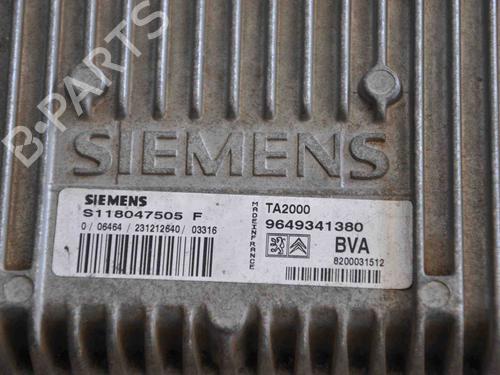 B-PARTS
SIEMENS
SIEMENS
S118047505 F
0 / 06464 / 231212640 / 03316
MADE IN FRANCE
TA2000
9649341380
BVA
8200031512